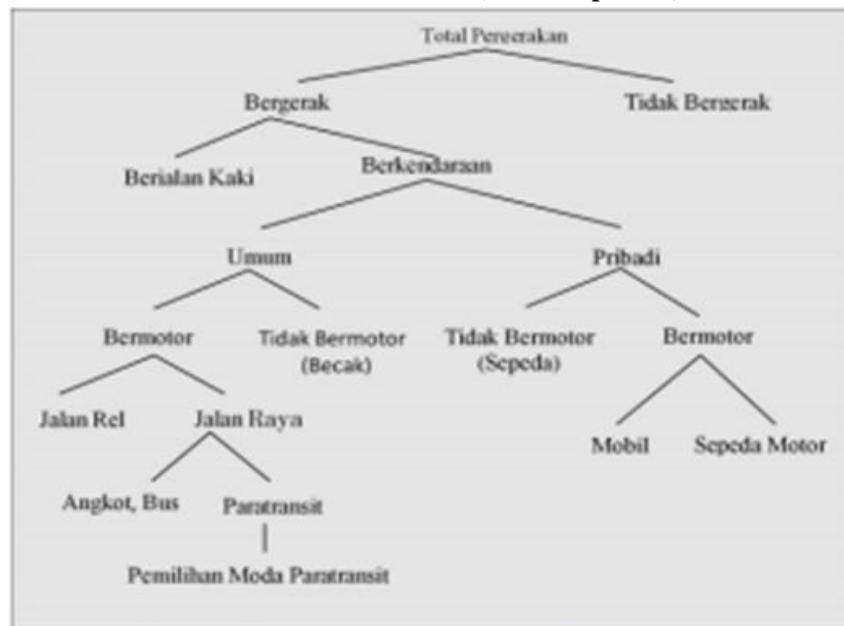 Total Pergerakan
Bergerak Tidak Bergerak
Berjalan Kaki Berkendaraan
Umum Pribadi
Bermotor Tidak Bermotor (Becak) Tidak Bermotor (Sepeda) Bermotor
Jalan Rel Jalan Raya Mobil Sepeda Motor
Angkot, Bus Paratransit
Pemilihan Moda Paratransit